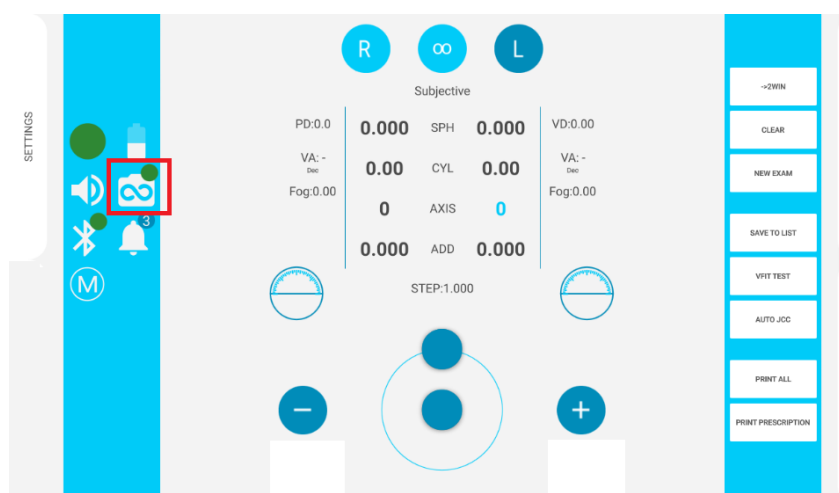 SETTINGS
3
M
R ∞ L
Subjective
PD:0.0 0.000 SPH 0.000 VD:0.00
VA: - 0.00 CYL 0.00 VA: -
Dec Dec
Fog:0.00 Fog:0.00
0 AXIS 0
0.000 ADD 0.000
STEP:1.000
− +
->2WIN
CLEAR
NEW EXAM
SAVE TO LIST
VFIT TEST
AUTO JCC
PRINT ALL
PRINT PRESCRIPTION